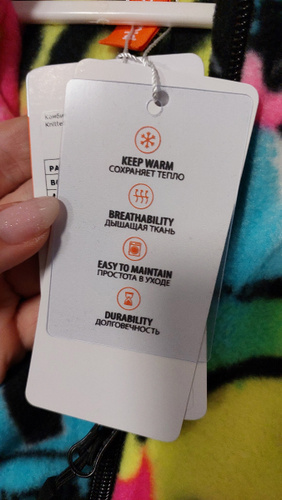 KEEP WARM
СОХРАНЯЕТ ТЕПЛО
BREATHABILITY
ДЫШАЩАЯ ТКАНЬ
EASY TO MAINTAIN
ПРОСТОТА В УХОДЕ
DURABILITY
ДОЛГОВЕЧНОСТЬ